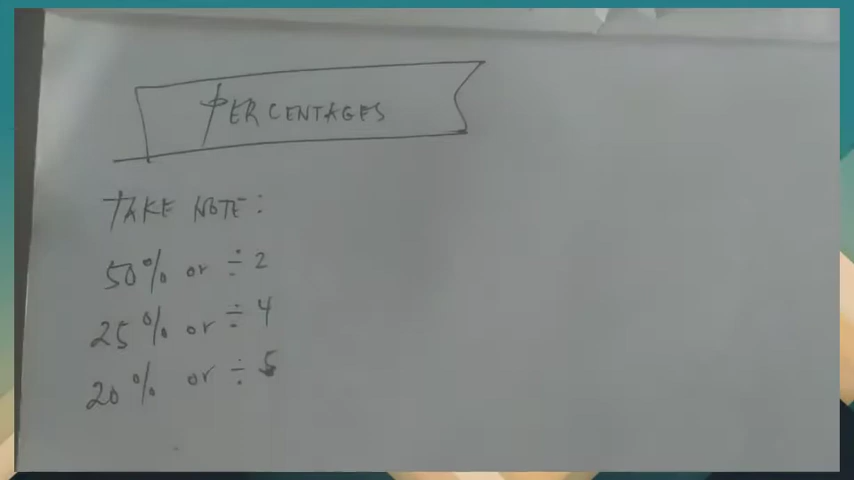 PERCENTAGES
TAKE NOTE:
50% or ÷ 2
25% or ÷ 4
20% or ÷ 5